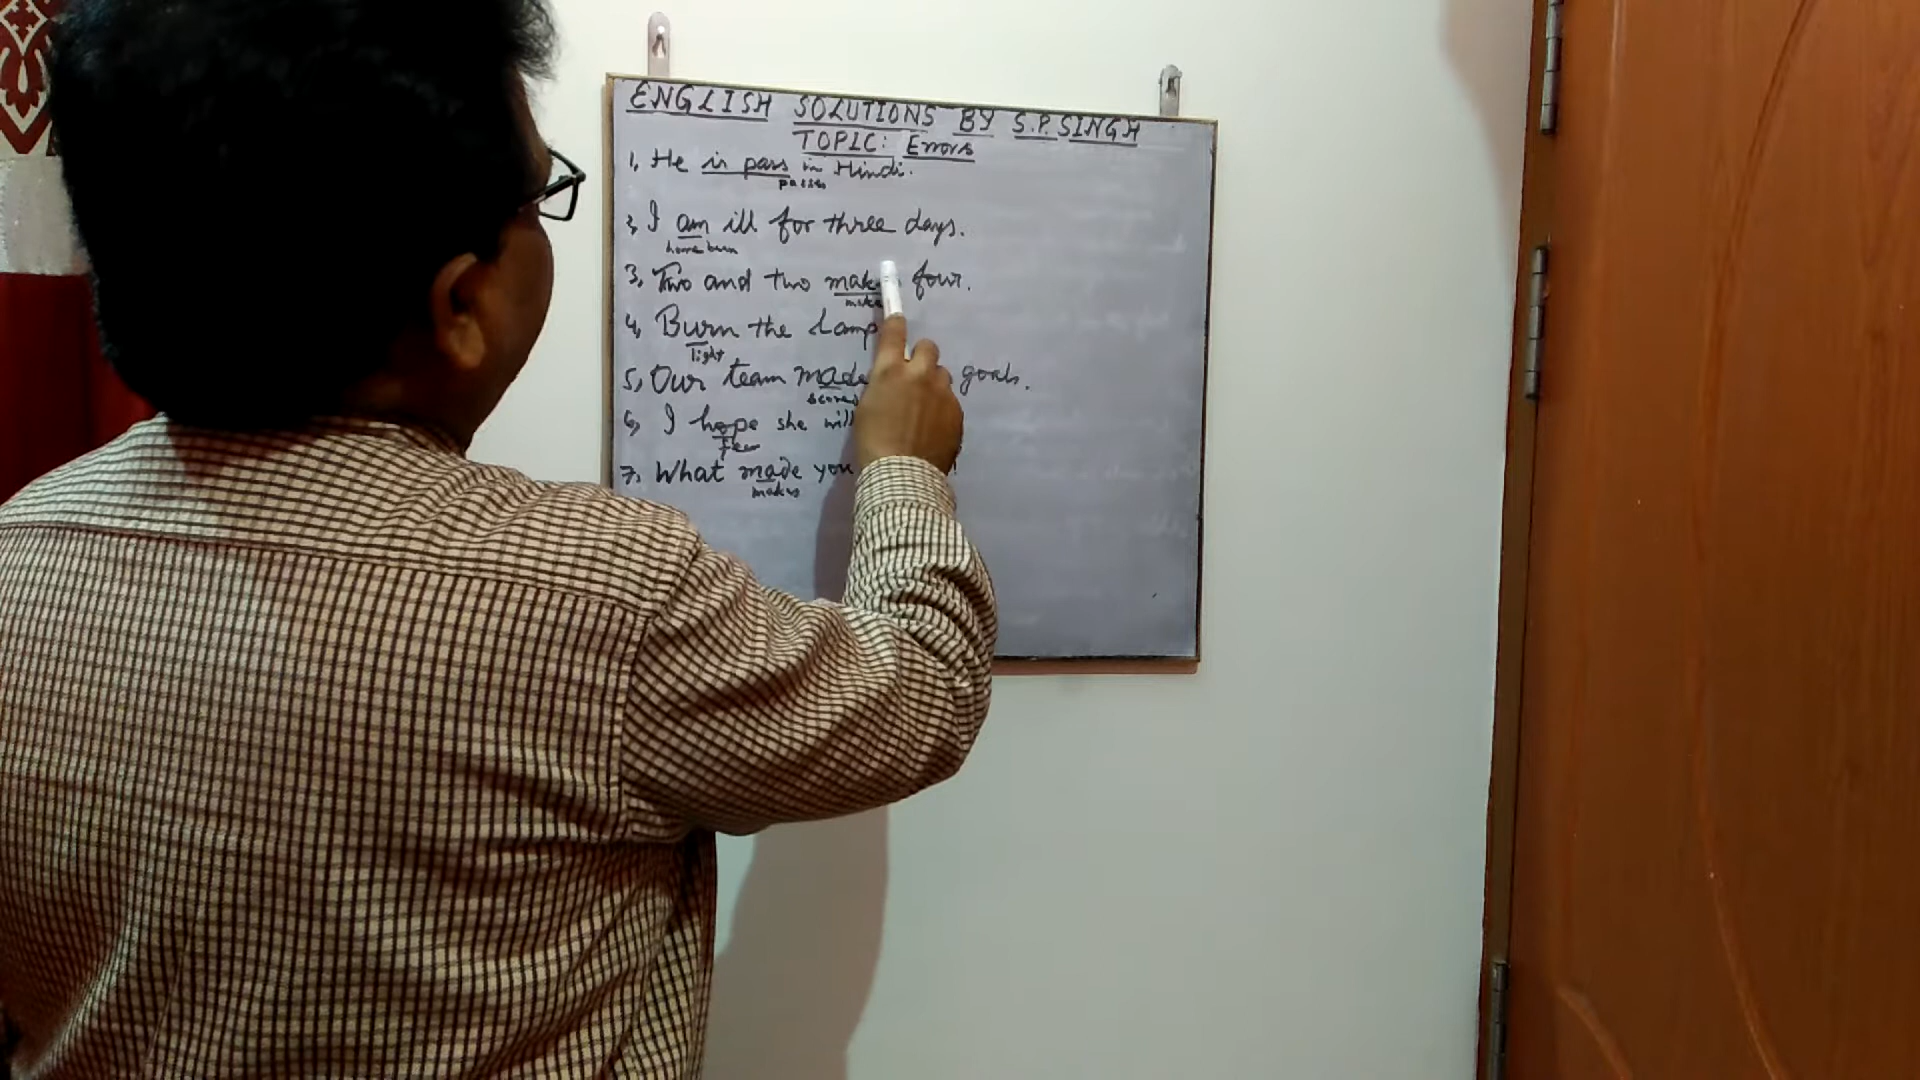 ENGLISH SOLUTIONS BY S.P. SINGH
TOPIC: Errors
1, He is pass in Hindi.
passes
2, I am ill for three days.
have been
3, Two and two make four.
make
4, Burn the Lamp
light
5, Our team made goals.
scored
6, I hope she will
fear
7, What made you
makes